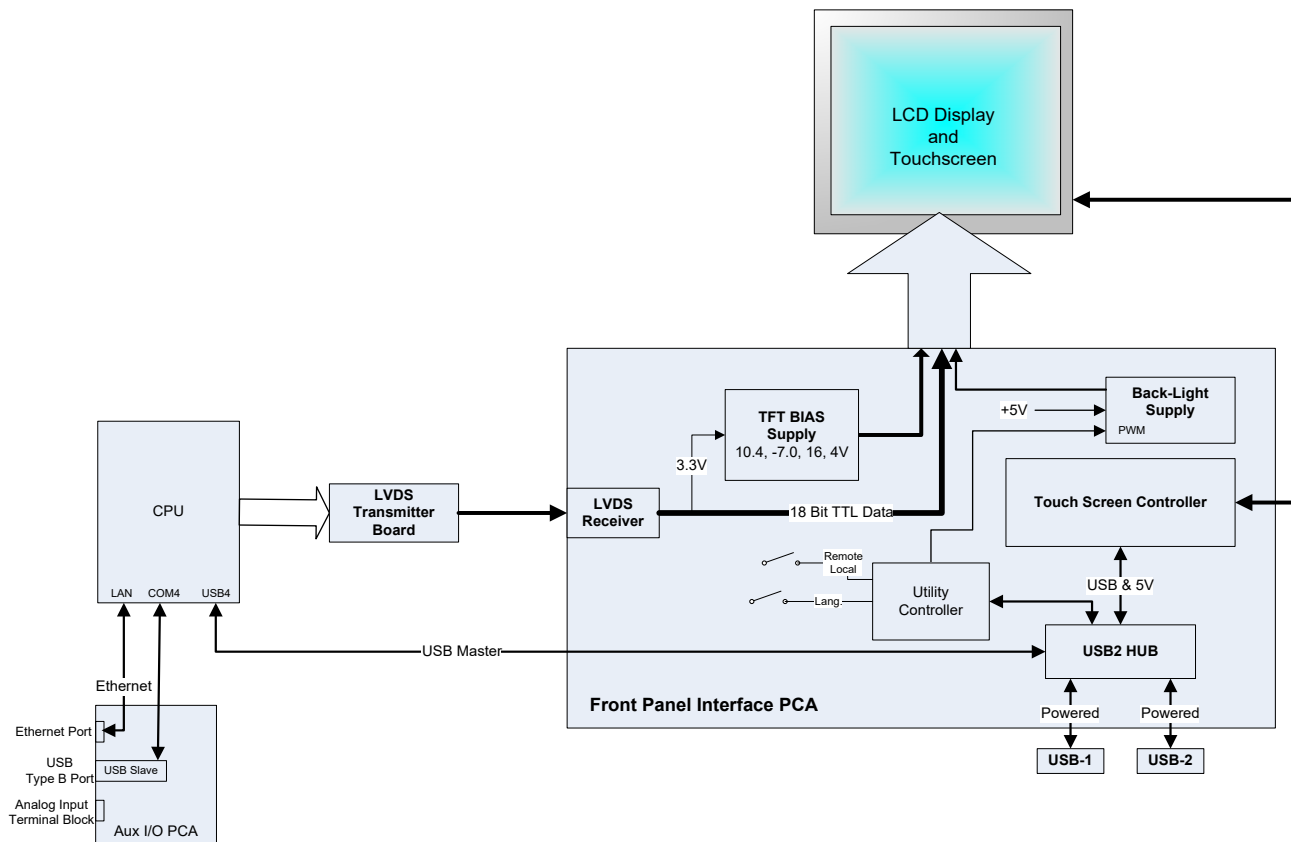 LCD Display
and
Touchscreen
Back-Light
Supply
PWM
+5V
TFT BIAS
Supply
10.4, -7.0, 16, 4V
3.3V
CPU
LAN
COM4
USB4
LVDS
Transmitter
Board
LVDS
Receiver
18 Bit TTL Data
Touch Screen Controller
Remote
Local
Lang.
Utility
Controller
USB & 5V
USB2 HUB
USB Master
Ethernet
Front Panel Interface PCA
Powered
Powered
USB-1
USB-2
Ethernet Port
USB
Type B Port
USB Slave
Analog Input
Terminal Block
Aux I/O PCA